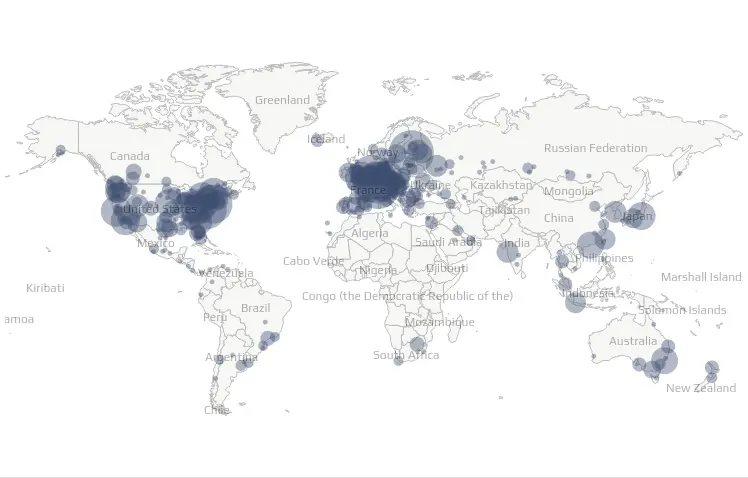 Greenland
Iceland
Norway
Russian Federation
Canada
Ukraine
Kazakhstan
Mongolia
France
United States
Tajikistan
China
Japan
Algeria
Mexico
Saudi Arabia
India
Cabo Verde
Philippines
Venezuela
Nigeria
Djibouti
Marshall Island
Kiribati
Indonesia
Congo (the Democratic Republic of the)
Brazil
Solomon Islands
amoa
Peru
Mozambique
Australia
Argentina
South Africa
New Zealand
Chile